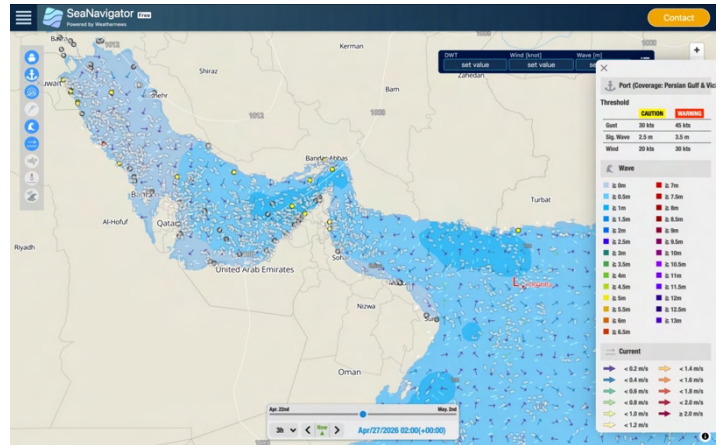 SeaNavigator Free
Powered by Weathernews
Contact
1012
1008
Kerman
Shiraz
Bam
Zahedan
DWT
Wind [knot]
Wave [m]
set value
set value
1012
1008
Bandar Abbas
Turbat
Al-Hofuf
Qatar
Riyadh
United Arab Emirates
Nizwa
Oman
Apr. 22nd
May. 2nd
3h
Now
Apr/27/2026 02:00(+00:00)
Port (Coverage: Persian Gulf & Vici
Threshold
CAUTION WARNING
Gust 30 kts 45 kts
Sig. Wave 2.5 m 3.5 m
Wind 20 kts 30 kts
Wave
≧ 0m ≧ 7m
≧ 0.5m ≧ 7.5m
≧ 1m ≧ 8m
≧ 1.5m ≧ 8.5m
≧ 2m ≧ 9m
≧ 2.5m ≧ 9.5m
≧ 3m ≧ 10m
≧ 3.5m ≧ 10.5m
≧ 4m ≧ 11m
≧ 4.5m ≧ 11.5m
≧ 5m ≧ 12m
≧ 5.5m ≧ 12.5m
≧ 6m ≧ 13m
≧ 6.5m
Current
< 0.2 m/s < 1.4 m/s
< 0.4 m/s < 1.6 m/s
< 0.6 m/s < 1.8 m/s
< 0.8 m/s < 2.0 m/s
< 1.0 m/s ≧ 2.0 m/s
< 1.2 m/s